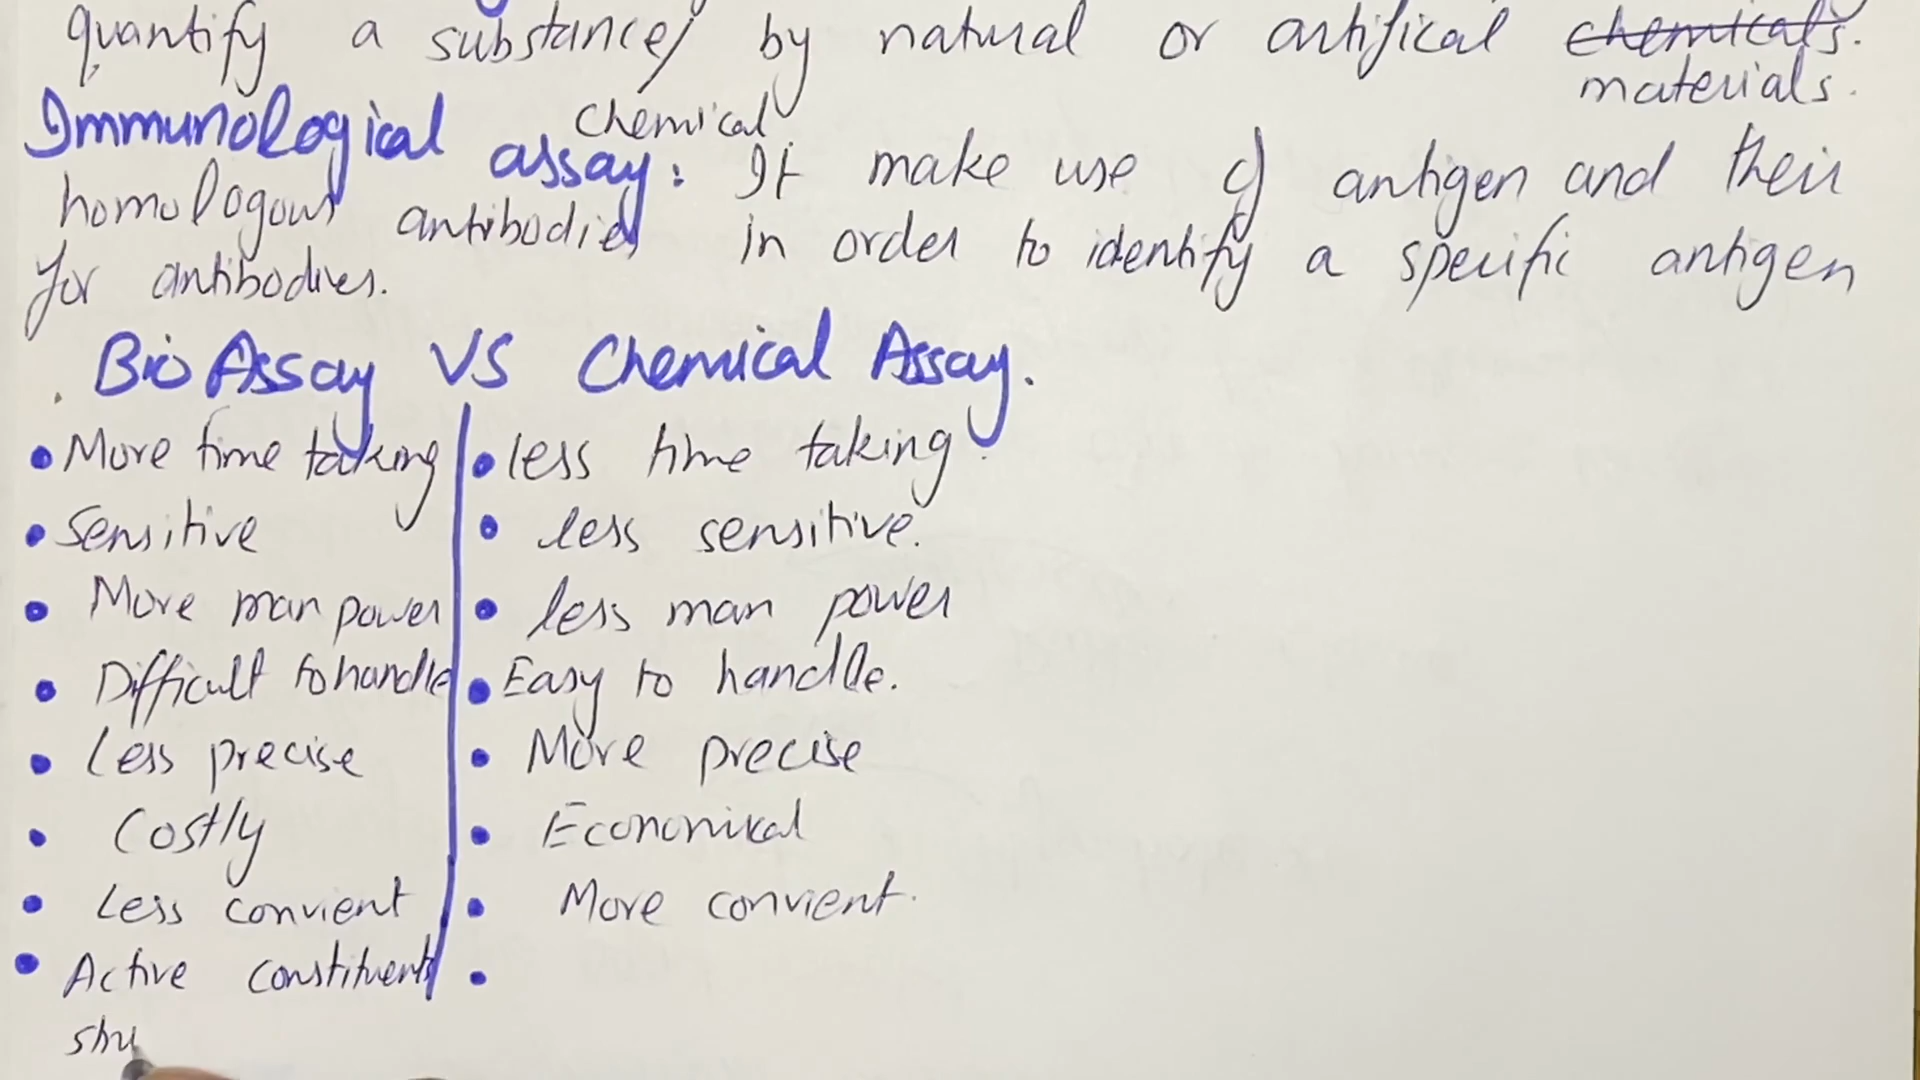 quantify a substance/ by natural or artifical chemicals.
materials.
chemical
Immunological assay: It make use of antigen and their
homologous antibodies in order to identify a specific antigen
for antibodies.
Bio Assay VS Chemical Assay.
• More time taking • less time taking.
• Sensitive • less sensitive.
• More man power • less man power
• Difficult to handle • Easy to handle.
• Less precise • More precise
• Costly • Economical
• Less convient • More convient.
• Active constituents •
stru